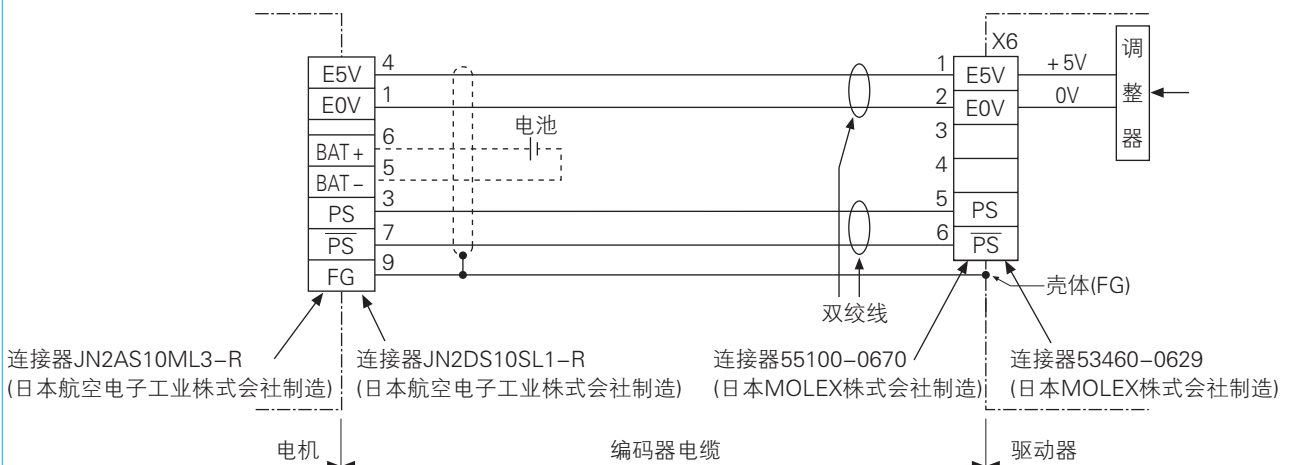 X6
调整器
E5V 4
1 E5V
+5V
E0V 1
2 E0V
0V
3
电池
BAT+ 6
4
BAT− 5
PS 3
5 PS
P̅S̅ 7
6 P̅S̅
FG 9
壳体(FG)
双绞线
连接器JN2AS10ML3−R
(日本航空电子工业株式会社制造)
连接器JN2DS10SL1−R
(日本航空电子工业株式会社制造)
连接器55100−0670
(日本MOLEX株式会社制造)
连接器53460−0629
(日本MOLEX株式会社制造)
电机
编码器电缆
驱动器